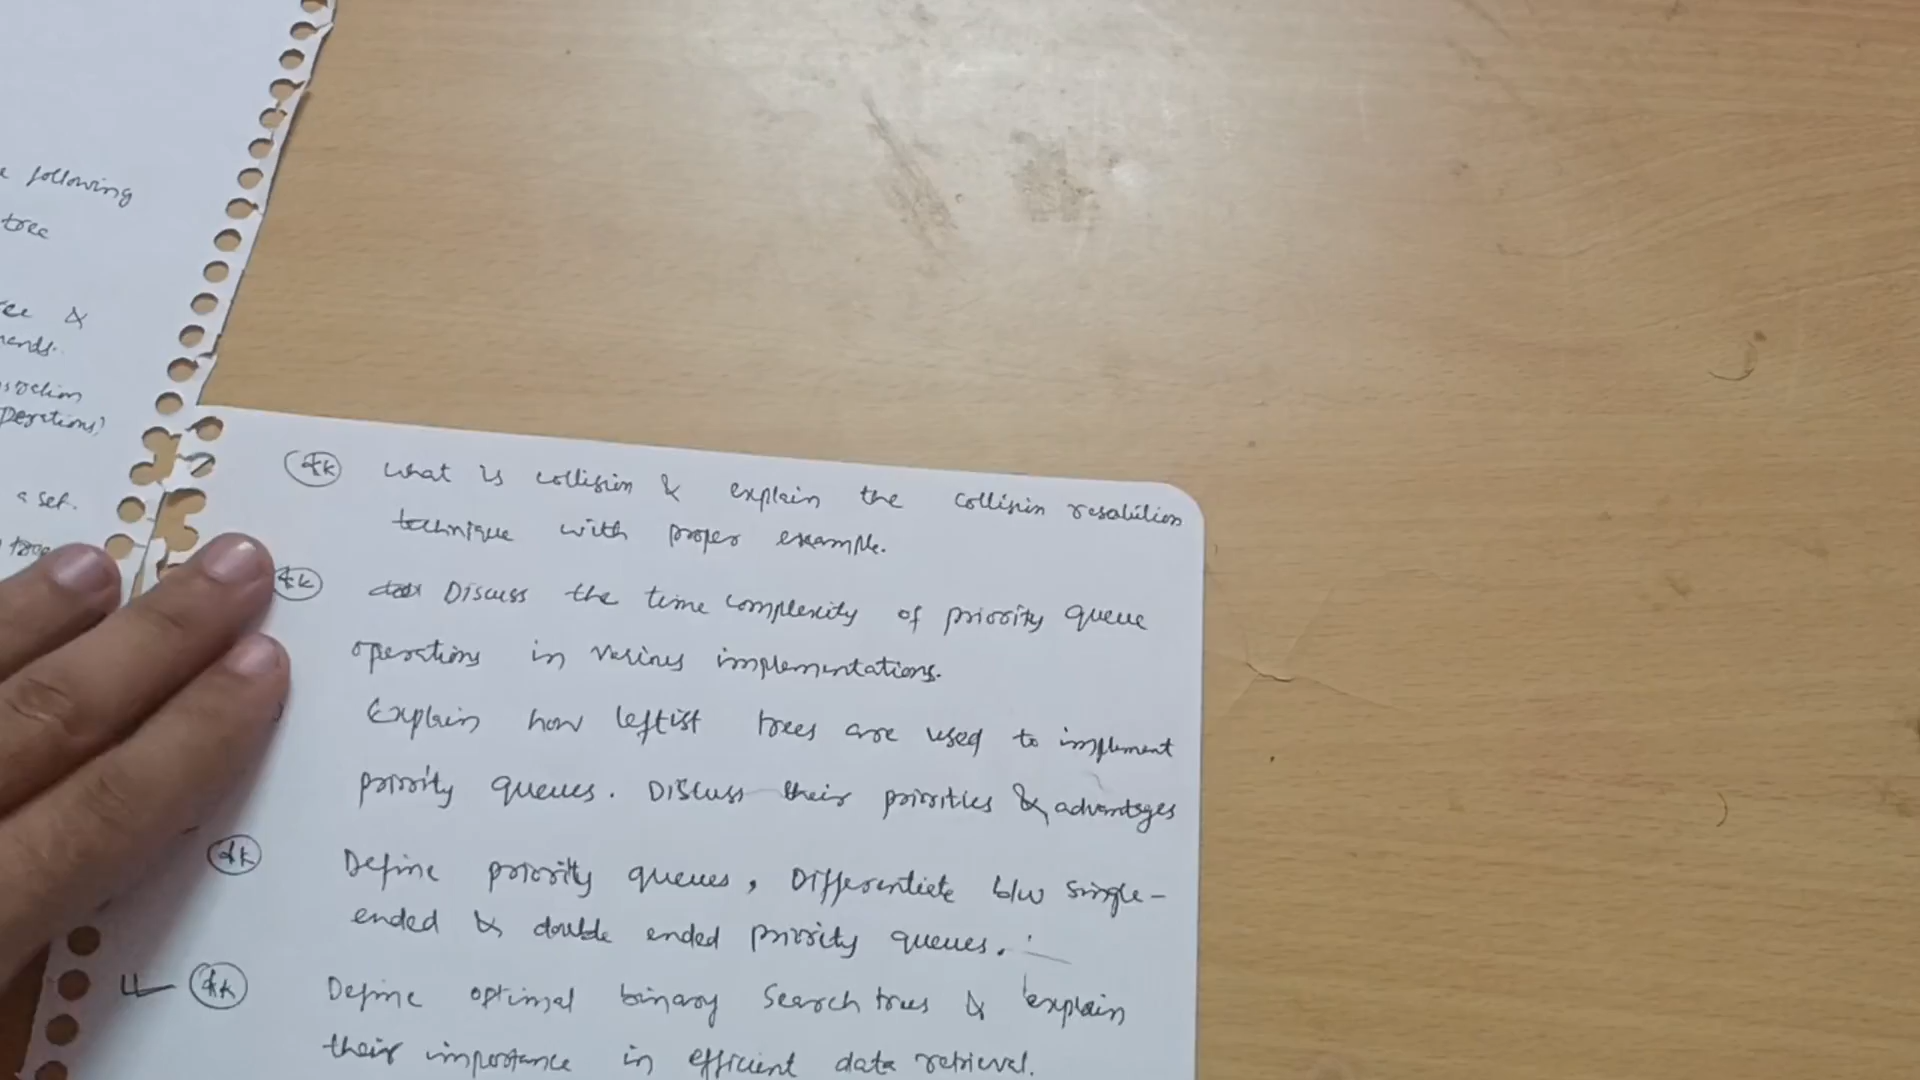 following
tree
&
a set.
What is collision & explain the collision resolution
technique with proper example.
Discuss the time complexity of priority queue
operations in various implementations.
Explain how leftist trees are used to implement
priority queues. Discuss their priorities & advantages
Define priority queues, Differentiate b/w single-
ended & double ended priority queues.
Define optimal binary search trees & explain
their importance in efficient data retrieval.